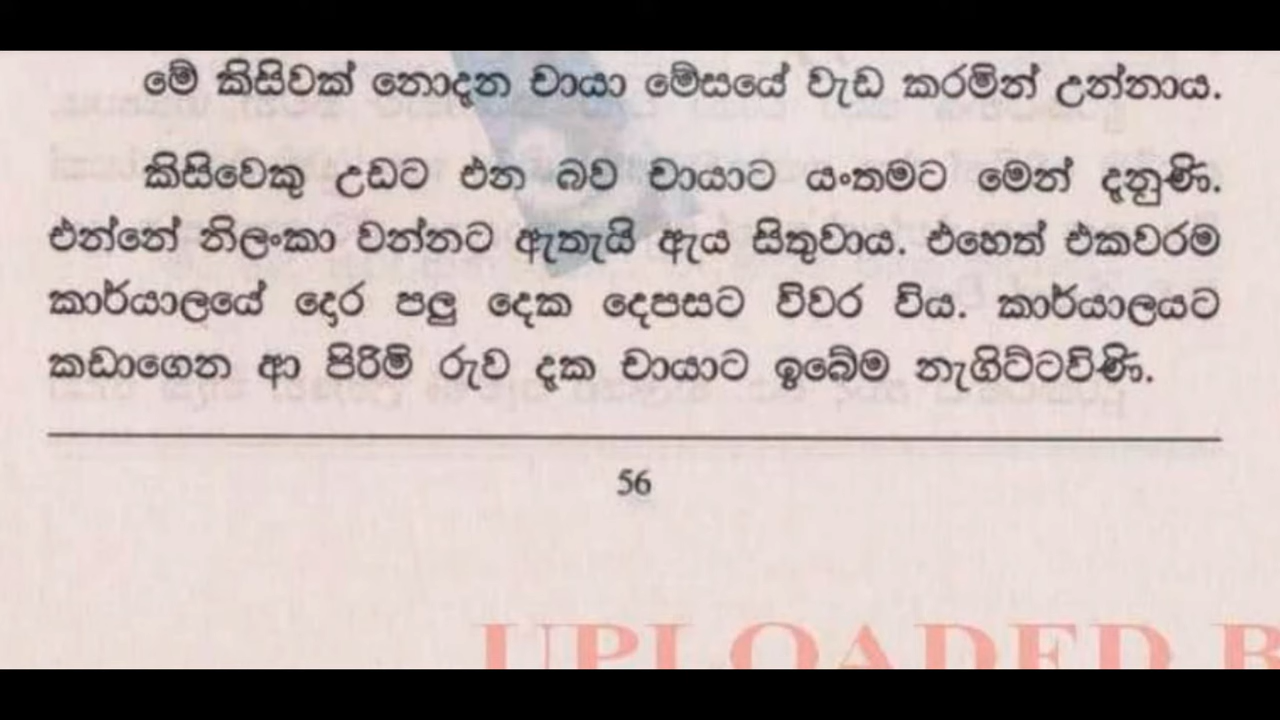 මේ කිසිවක් නොදන චායා මේසයේ වැඩ කරමින් උන්නාය.
කිසිවෙකු උඩට එන බව චායාට යංතමට මෙන් දැනුණි.
එන්නේ නිලංකා වන්නට ඇතැයි ඇය සිතුවාය. එහෙත් එකවරම
කාර්යාලයේ දොර පලු දෙක දෙපසට විවර විය. කාර්යාලයට
කඩාගෙන ආ පිරිමි රුව දැක චායාට ඉබේම නැගිට්ටවිණි.
56
UPLOADED B